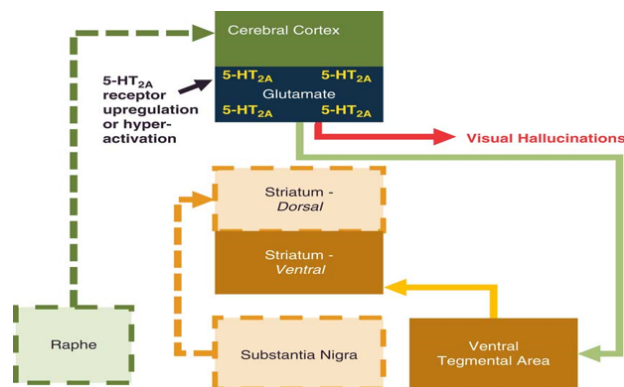 Cerebral Cortex
5-HT2A 5-HT2A
Glutamate
5-HT2A 5-HT2A
5-HT2A
receptor
upregulation
or hyper-
activation
Visual Hallucinations
Striatum -
Dorsal
Striatum -
Ventral
Raphe
Substantia Nigra
Ventral
Tegmental Area